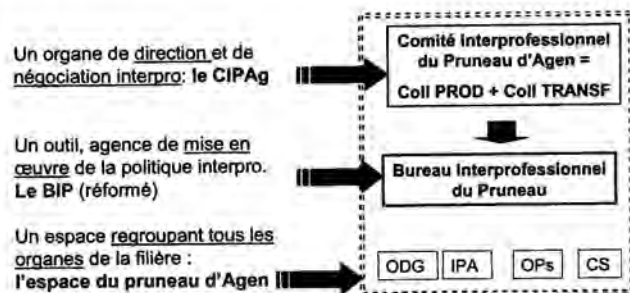 Un organe de direction et de
négociation interpro: le CIPAg
Comité Interprofessionnel
du Pruneau d'Agen =
Coll PROD + Coll TRANSF
Un outil, agence de mise en
œuvre de la politique interpro.
Le BIP (réformé)
Bureau Interprofessionnel
du Pruneau
Un espace regroupant tous les
organes de la filière :
l'espace du pruneau d'Agen
ODG
IPA
OPs
CS